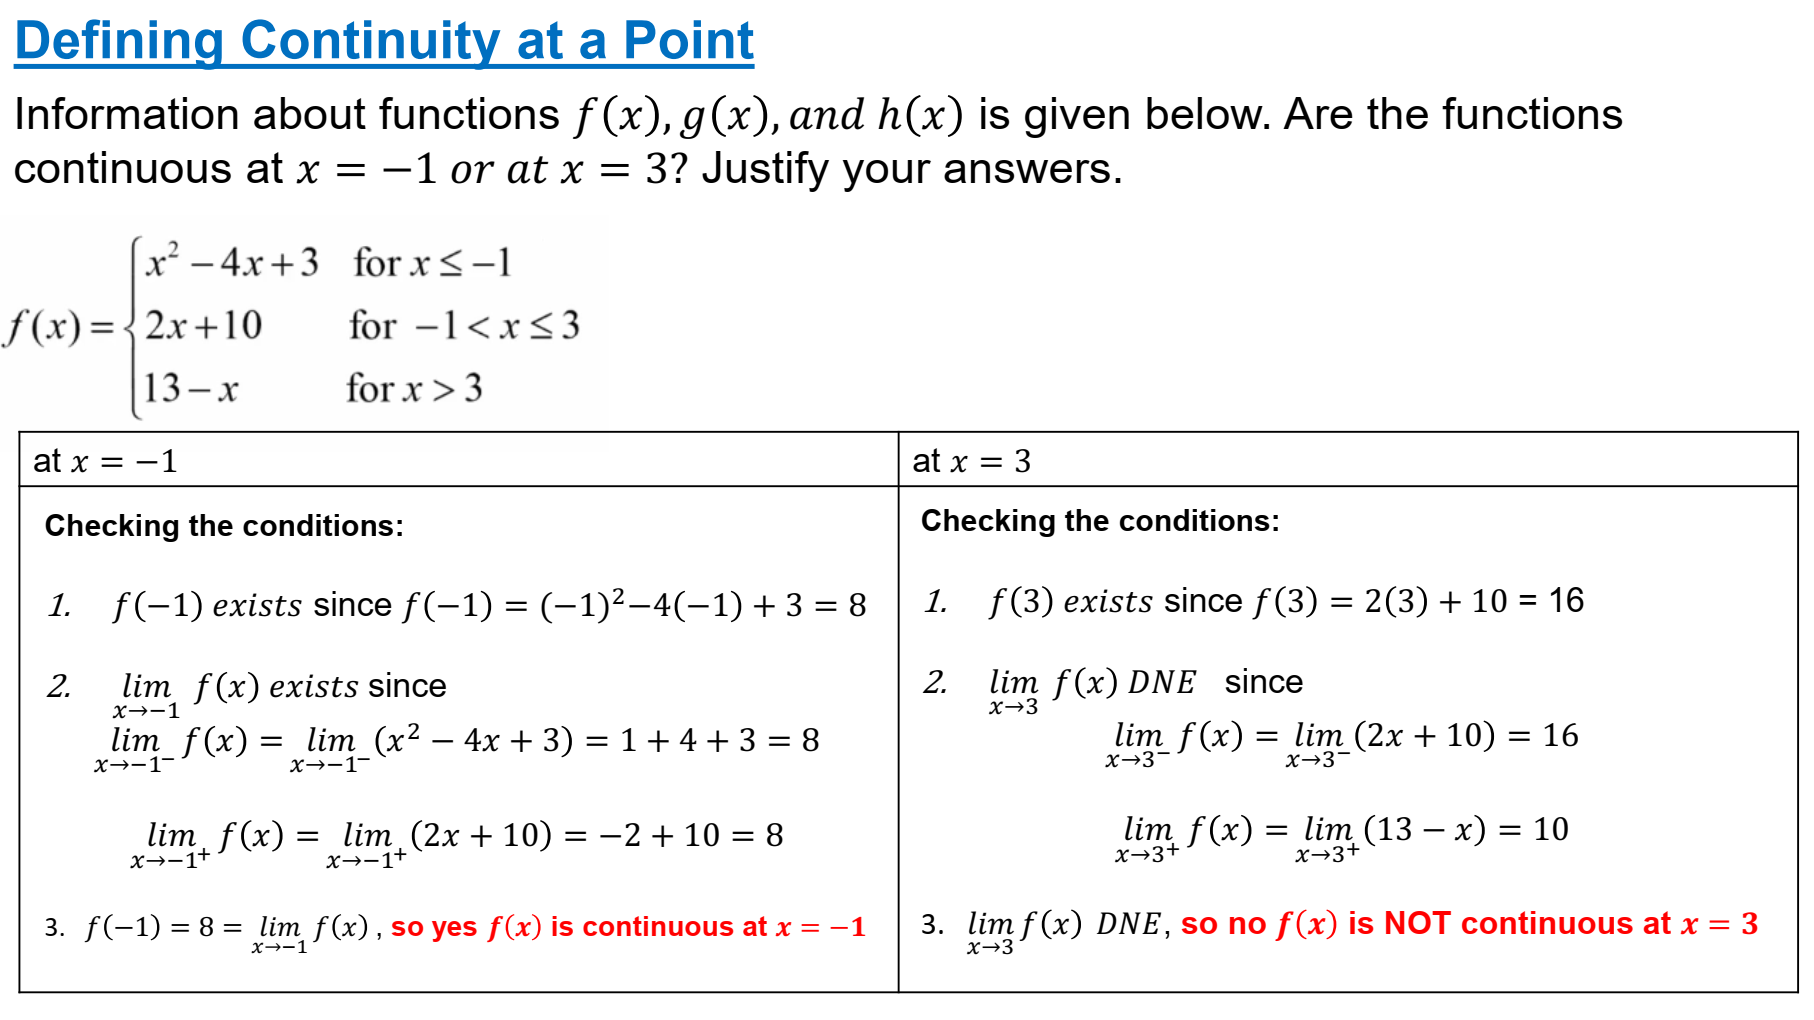 Defining Continuity at a Point
Information about functions f(x), g(x), and h(x) is given below. Are the functions
continuous at x = −1 or at x = 3? Justify your answers.
x² − 4x + 3 for x ≤ −1
f(x) = { 2x + 10 for −1 < x ≤ 3
13 − x for x > 3
at x = −1
Checking the conditions:
1. f(−1) exists since f(−1) = (−1)²−4(−1) + 3 = 8
2. lim x→−1 f(x) exists since
lim x→−1⁻ f(x) = lim x→−1⁻ (x² − 4x + 3) = 1 + 4 + 3 = 8
lim x→−1⁺ f(x) = lim x→−1⁺ (2x + 10) = −2 + 10 = 8
3. f(−1) = 8 = lim x→−1 f(x), so yes f(x) is continuous at x = −1
at x = 3
Checking the conditions:
1. f(3) exists since f(3) = 2(3) + 10 = 16
2. lim x→3 f(x) DNE since
lim x→3⁻ f(x) = lim x→3⁻ (2x + 10) = 16
lim x→3⁺ f(x) = lim x→3⁺ (13 − x) = 10
3. lim x→3 f(x) DNE, so no f(x) is NOT continuous at x = 3